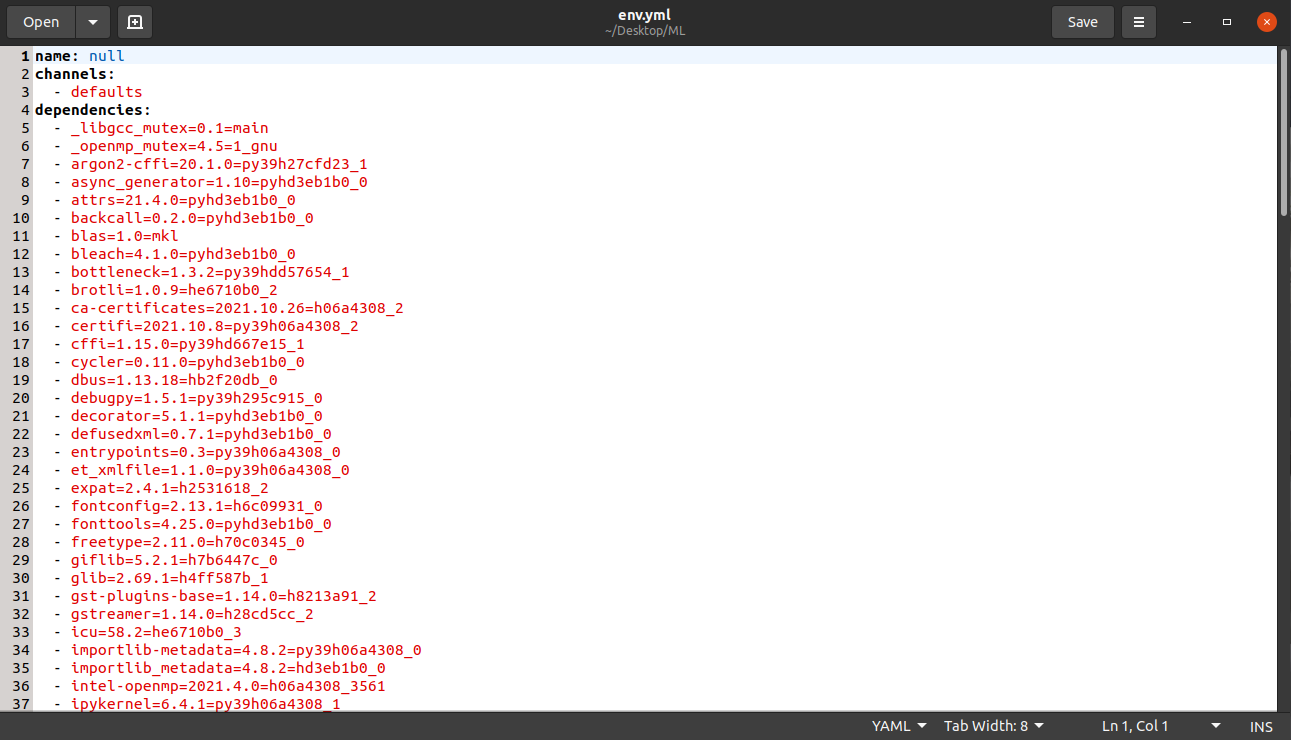 Open
env.yml
~/Desktop/ML
Save
1 name: null
2 channels:
3   - defaults
4 dependencies:
5   - _libgcc_mutex=0.1=main
6   - _openmp_mutex=4.5=1_gnu
7   - argon2-cffi=20.1.0=py39h27cfd23_1
8   - async_generator=1.10=pyhd3eb1b0_0
9   - attrs=21.4.0=pyhd3eb1b0_0
10   - backcall=0.2.0=pyhd3eb1b0_0
11   - blas=1.0=mkl
12   - bleach=4.1.0=pyhd3eb1b0_0
13   - bottleneck=1.3.2=py39hdd57654_1
14   - brotli=1.0.9=he6710b0_2
15   - ca-certificates=2021.10.26=h06a4308_2
16   - certifi=2021.10.8=py39h06a4308_2
17   - cffi=1.15.0=py39hd667e15_1
18   - cycler=0.11.0=pyhd3eb1b0_0
19   - dbus=1.13.18=hb2f20db_0
20   - debugpy=1.5.1=py39h295c915_0
21   - decorator=5.1.1=pyhd3eb1b0_0
22   - defusedxml=0.7.1=pyhd3eb1b0_0
23   - entrypoints=0.3=py39h06a4308_0
24   - et_xmlfile=1.1.0=py39h06a4308_0
25   - expat=2.4.1=h2531618_2
26   - fontconfig=2.13.1=h6c09931_0
27   - fonttools=4.25.0=pyhd3eb1b0_0
28   - freetype=2.11.0=h70c0345_0
29   - giflib=5.2.1=h7b6447c_0
30   - glib=2.69.1=h4ff587b_1
31   - gst-plugins-base=1.14.0=h8213a91_2
32   - gstreamer=1.14.0=h28cd5cc_2
33   - icu=58.2=he6710b0_3
34   - importlib-metadata=4.8.2=py39h06a4308_0
35   - importlib_metadata=4.8.2=hd3eb1b0_0
36   - intel-openmp=2021.4.0=h06a4308_3561
37   - ipykernel=6.4.1=py39h06a4308_1
YAML Tab Width: 8 Ln 1, Col 1 INS